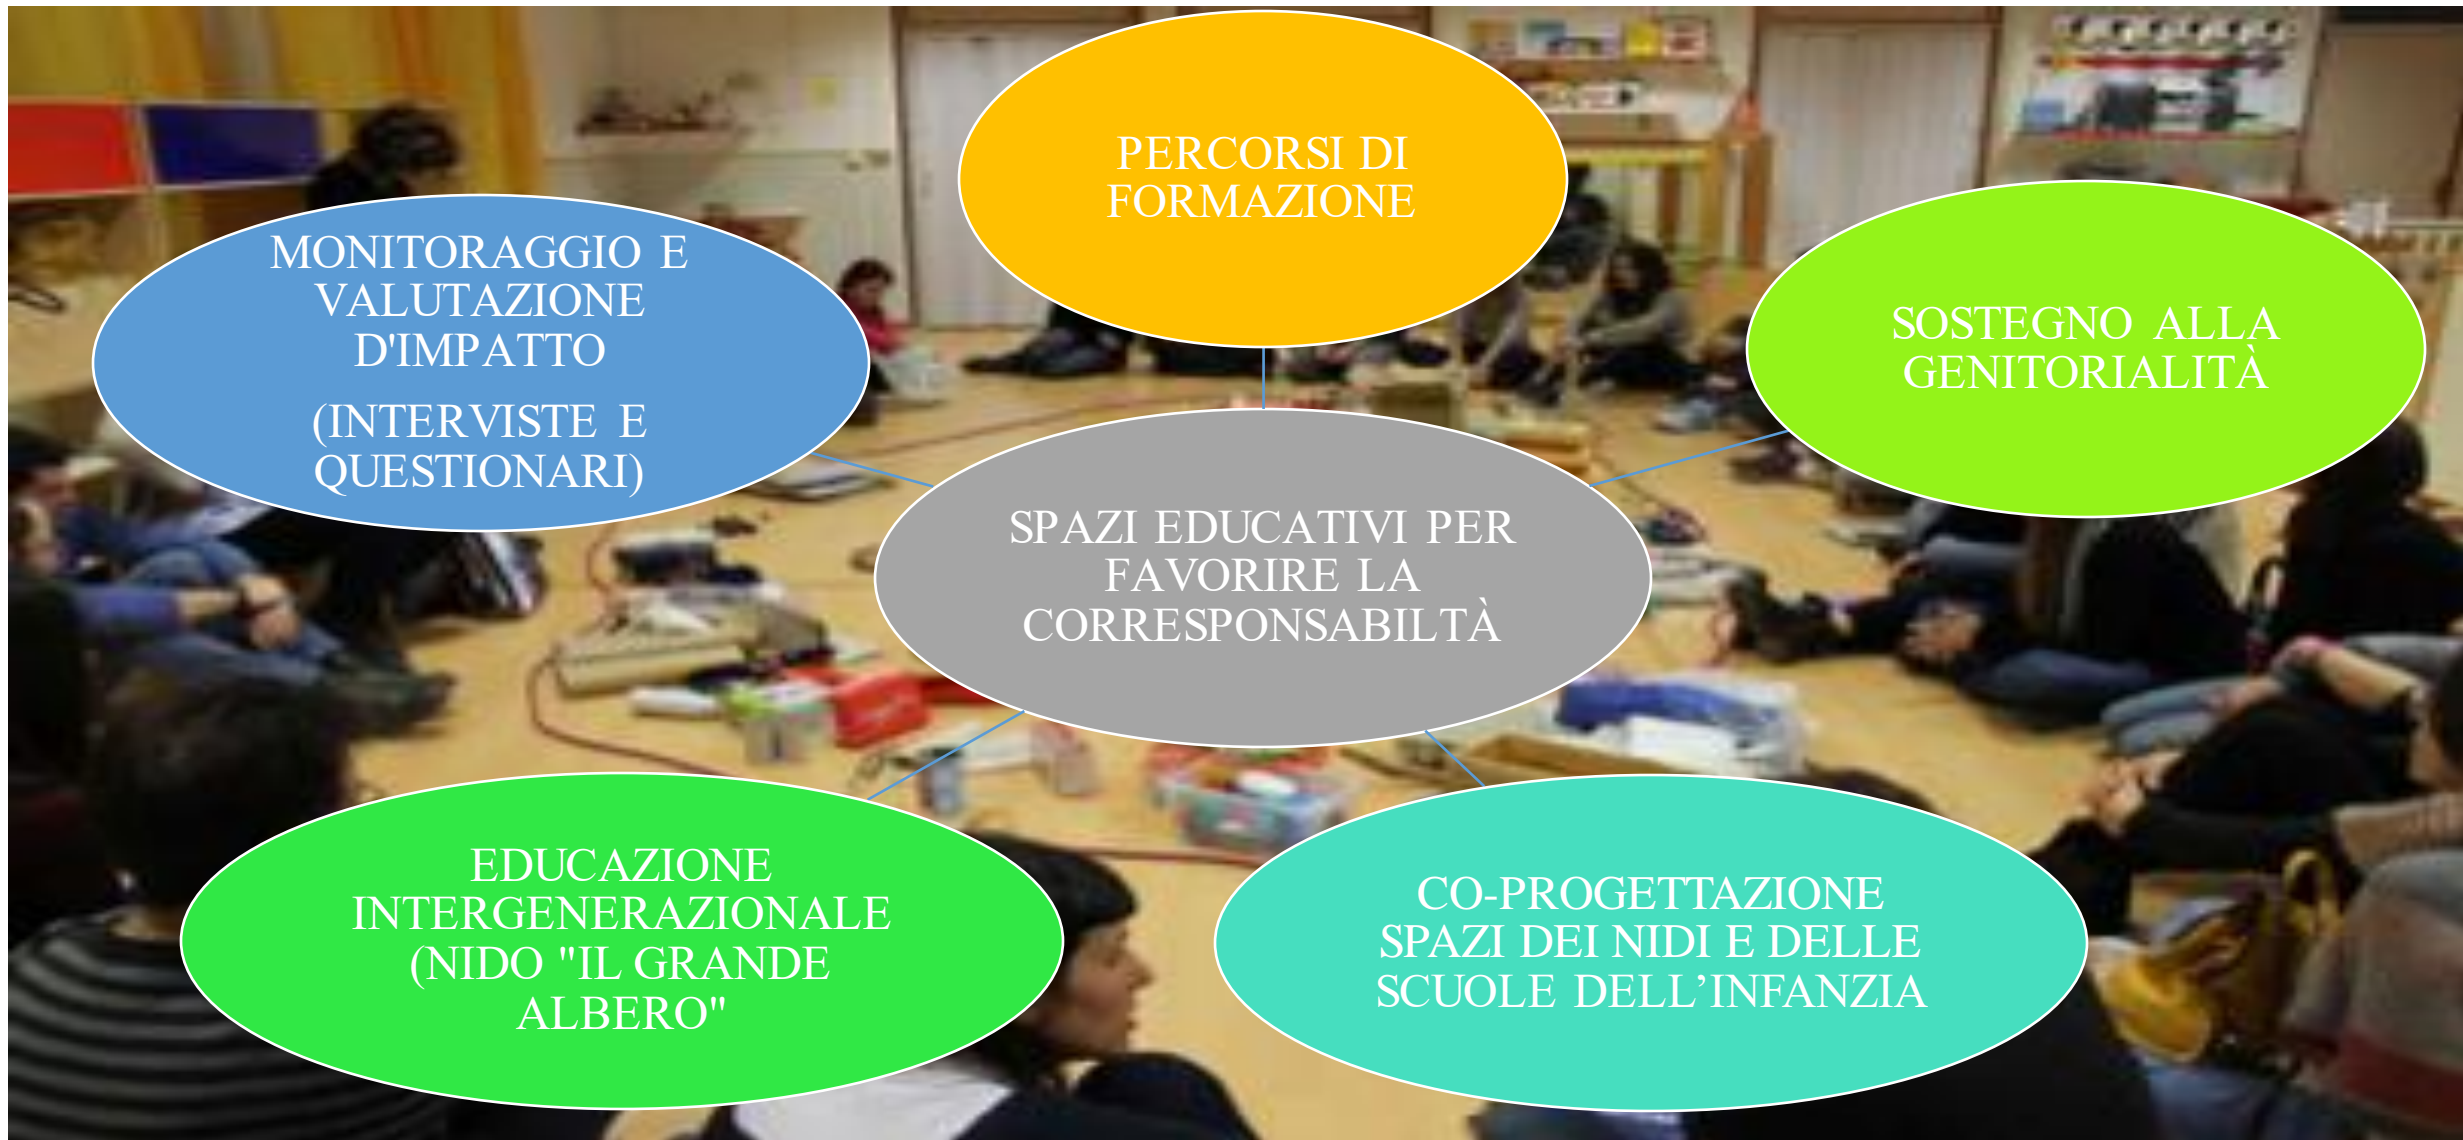 PERCORSI DI
FORMAZIONE
MONITORAGGIO E
VALUTAZIONE
D'IMPATTO
(INTERVISTE E
QUESTIONARI)
SOSTEGNO ALLA
GENITORIALITÀ
SPAZI EDUCATIVI PER
FAVORIRE LA
CORRESPONSABILTÀ
EDUCAZIONE
INTERGENERAZIONALE
(NIDO "IL GRANDE
ALBERO"
CO-PROGETTAZIONE
SPAZI DEI NIDI E DELLE
SCUOLE DELL’INFANZIA